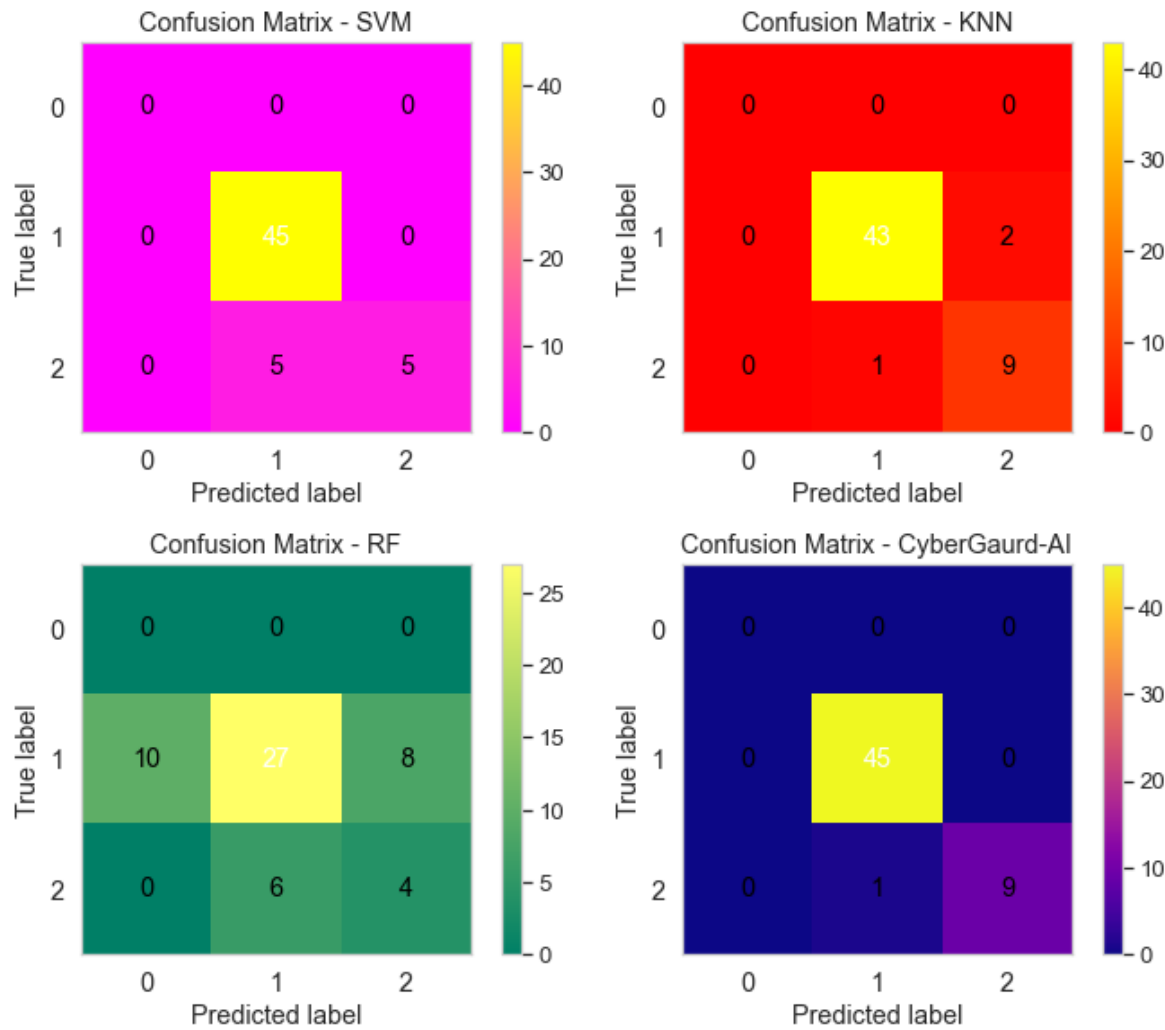 Confusion Matrix - SVM
0 0 0 0
1 0 45 0
2 0 5 5
0 1 2
True label
Predicted label
40
30
20
10
0
Confusion Matrix - KNN
0 0 0 0
1 0 43 2
2 0 1 9
0 1 2
True label
Predicted label
40
30
20
10
0
Confusion Matrix - RF
0 0 0 0
1 10 27 8
2 0 6 4
0 1 2
True label
Predicted label
25
20
15
10
5
0
Confusion Matrix - CyberGaurd-AI
0 0 0 0
1 0 45 0
2 0 1 9
0 1 2
True label
Predicted label
40
30
20
10
0